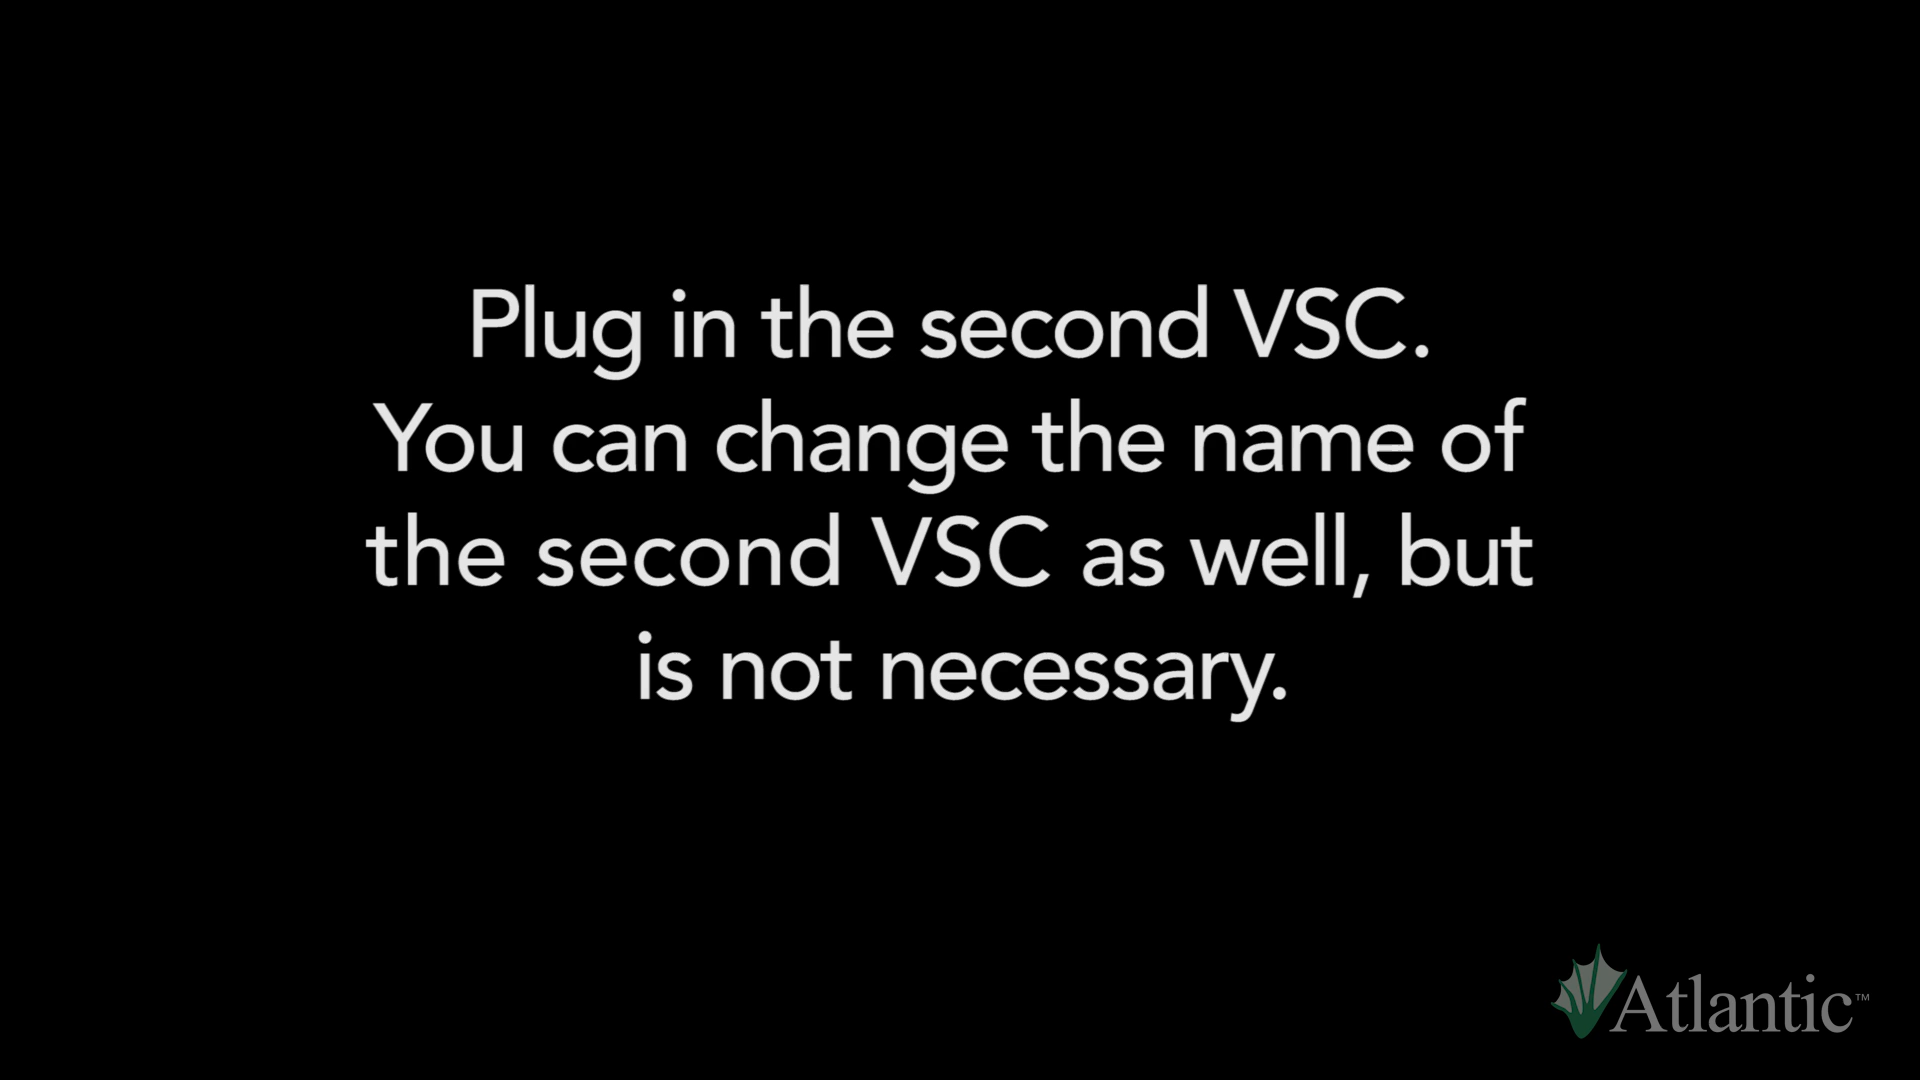 Plug in the second VSC.
You can change the name of
the second VSC as well, but
is not necessary.
Atlantic™